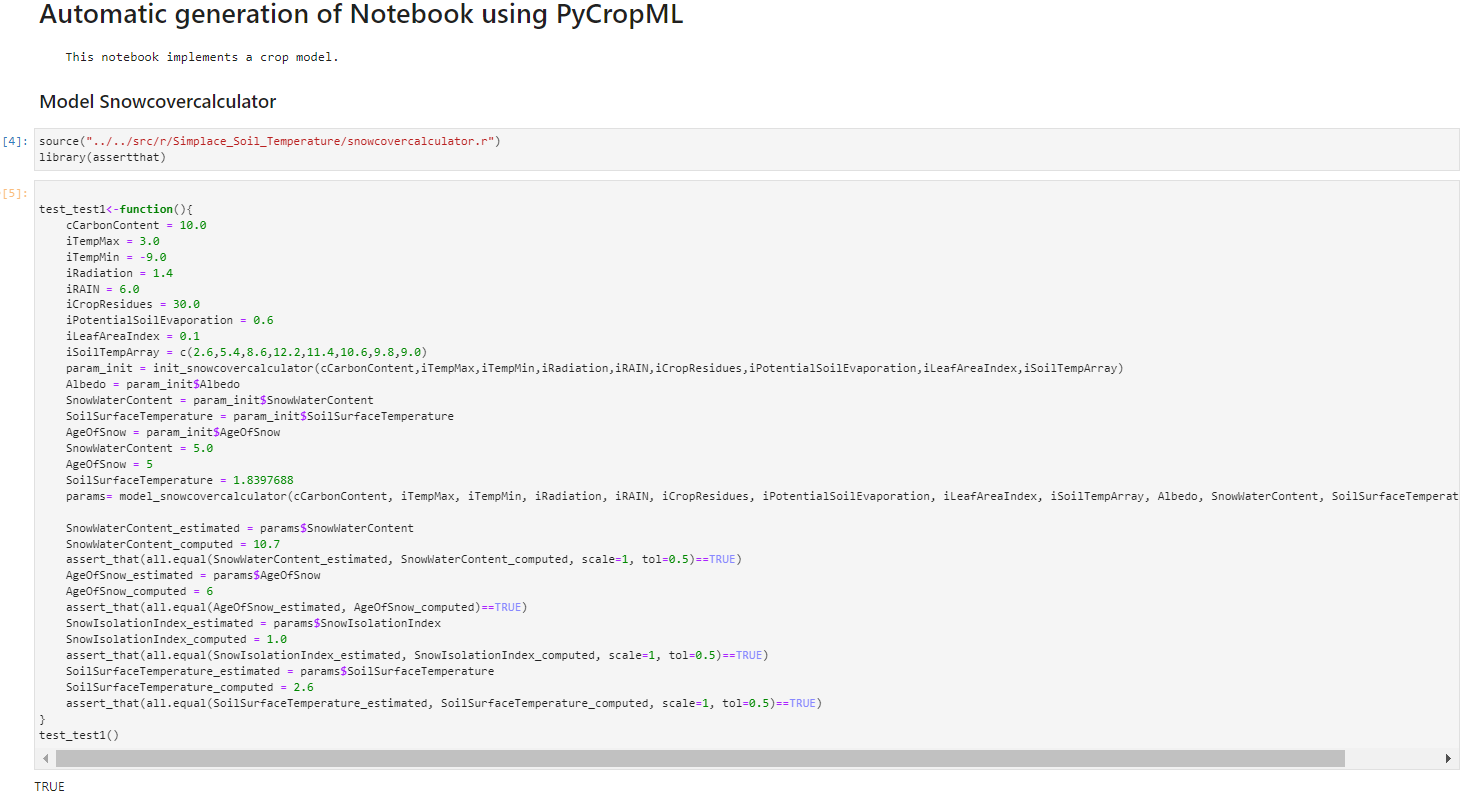 Automatic generation of Notebook using PyCropML
This notebook implements a crop model.
Model Snowcovercalculator
[4]:
source("../../src/r/Simplace_Soil_Temperature/snowcovercalculator.r")
library(assertthat)
[5]:
test_test1<-function(){
    cCarbonContent = 10.0
    iTempMax = 3.0
    iTempMin = -9.0
    iRadiation = 1.4
    iRAIN = 6.0
    iCropResidues = 30.0
    iPotentialSoilEvaporation = 0.6
    iLeafAreaIndex = 0.1
    iSoilTempArray = c(2.6,5.4,8.6,12.2,11.4,10.6,9.8,9.0)
    param_init = init_snowcovercalculator(cCarbonContent,iTempMax,iTempMin,iRadiation,iRAIN,iCropResidues,iPotentialSoilEvaporation,iLeafAreaIndex,iSoilTempArray)
    Albedo = param_init$Albedo
    SnowWaterContent = param_init$SnowWaterContent
    SoilSurfaceTemperature = param_init$SoilSurfaceTemperature
    AgeOfSnow = param_init$AgeOfSnow
    SnowWaterContent = 5.0
    AgeOfSnow = 5
    SoilSurfaceTemperature = 1.8397688
    params= model_snowcovercalculator(cCarbonContent, iTempMax, iTempMin, iRadiation, iRAIN, iCropResidues, iPotentialSoilEvaporation, iLeafAreaIndex, iSoilTempArray, Albedo, SnowWaterContent, SoilSurfaceTemperat
    SnowWaterContent_estimated = params$SnowWaterContent
    SnowWaterContent_computed = 10.7
    assert_that(all.equal(SnowWaterContent_estimated, SnowWaterContent_computed, scale=1, tol=0.5)==TRUE)
    AgeOfSnow_estimated = params$AgeOfSnow
    AgeOfSnow_computed = 6
    assert_that(all.equal(AgeOfSnow_estimated, AgeOfSnow_computed)==TRUE)
    SnowIsolationIndex_estimated = params$SnowIsolationIndex
    SnowIsolationIndex_computed = 1.0
    assert_that(all.equal(SnowIsolationIndex_estimated, SnowIsolationIndex_computed, scale=1, tol=0.5)==TRUE)
    SoilSurfaceTemperature_estimated = params$SoilSurfaceTemperature
    SoilSurfaceTemperature_computed = 2.6
    assert_that(all.equal(SoilSurfaceTemperature_estimated, SoilSurfaceTemperature_computed, scale=1, tol=0.5)==TRUE)
}
test_test1()
TRUE